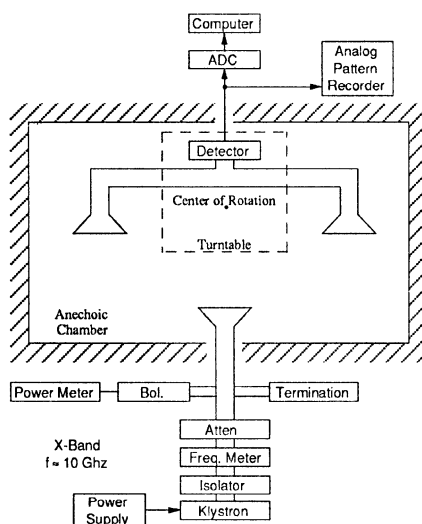 Computer
ADC
Analog
Pattern
Recorder
Detector
Center of Rotation
Turntable
Anechoic
Chamber
Power Meter
Bol.
Termination
Atten
X-Band
f ≈ 10 Ghz
Freq. Meter
Isolator
Power
Supply
Klystron